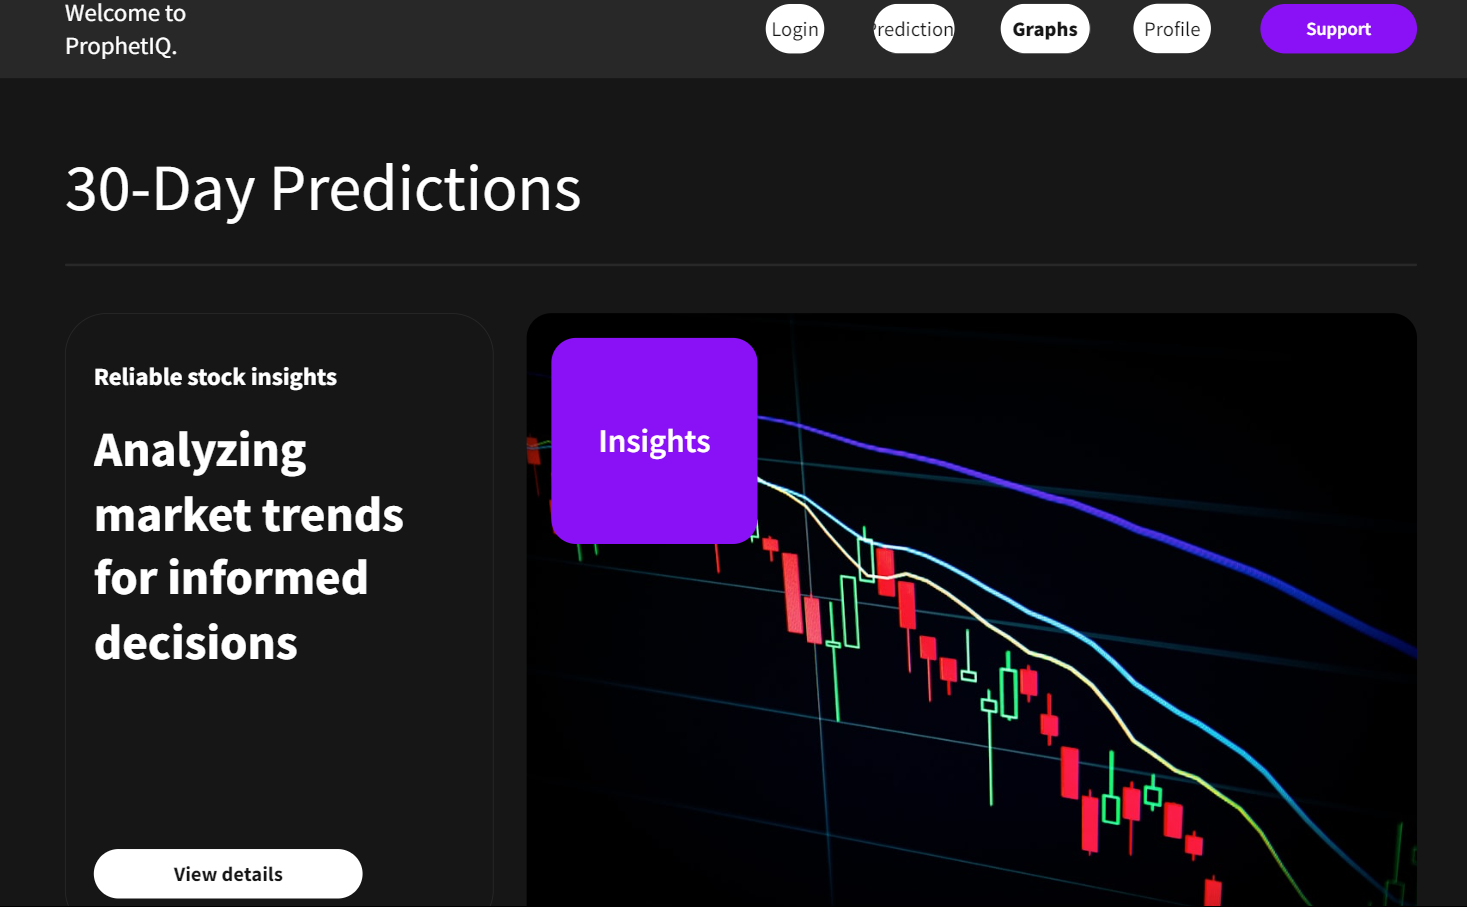 Welcome to
ProphetIQ.
Login
Predictions
Graphs
Profile
Support
30-Day Predictions
Reliable stock insights
Analyzing
market trends
for informed
decisions
View details
Insights